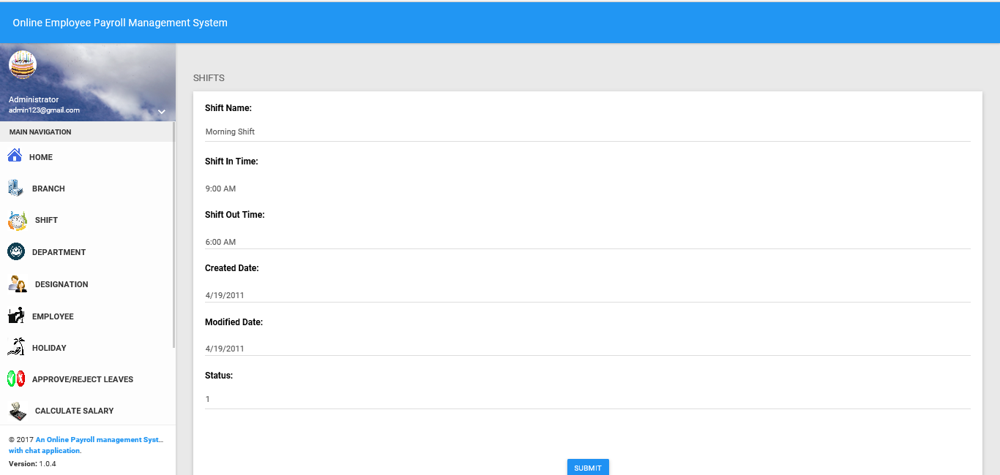 Online Employee Payroll Management System
Administrator
admin123@gmail.com
MAIN NAVIGATION
HOME
BRANCH
SHIFT
DEPARTMENT
DESIGNATION
EMPLOYEE
HOLIDAY
APPROVE/REJECT LEAVES
CALCULATE SALARY
© 2017 An Online Payroll management Syst...
with chat application.
Version: 1.0.4
SHIFTS
Shift Name:
Morning Shift
Shift In Time:
9:00 AM
Shift Out Time:
6:00 AM
Created Date:
4/19/2011
Modified Date:
4/19/2011
Status:
1
SUBMIT